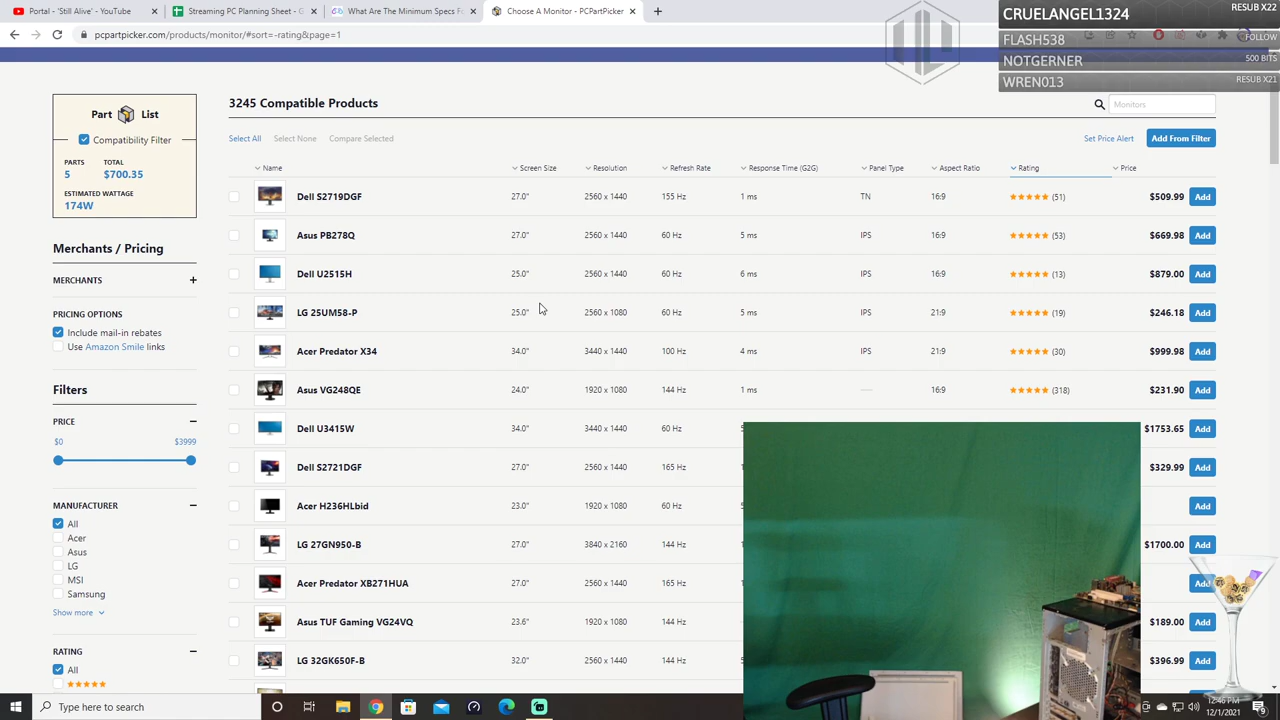 Portal - 'Still Alive' - YouTube
Streaming PC Planning Sheet - G
What Are The Minimum Specs F
Choose A Monitor - PCPartPicker
pcpartpicker.com/products/monitor/#sort=-rating&page=1
CRUELANGEL1324 RESUB X22
FLASH538 FOLLOW
NOTGERNER 500 BITS
WREN013 RESUB X21
Part List
Compatibility Filter
PARTS TOTAL
5 $700.35
ESTIMATED WATTAGE
174W
Merchants / Pricing
MERCHANTS +
PRICING OPTIONS
Include mail-in rebates
Use Amazon Smile links
Filters
PRICE
$0 $3999
MANUFACTURER
All
Acer
Asus
LG
MSI
Samsung
Show more
RATING
All
3245 Compatible Products
Monitors
Select All Select None Compare Selected Set Price Alert Add From Filter
Name Screen Size Resolution Refresh Rate Response Time (G2G) Panel Type Aspect Ratio Rating Price
Dell S2719DGF 27.0" 2560 x 1440 155 Hz 1 ms TN 16:9 (51) $509.99 Add
Asus PB278Q 27.0" 2560 x 1440 60 Hz 5 ms IPS 16:9 (53) $669.98 Add
Dell U2515H 25.0" 2560 x 1440 60 Hz 6 ms IPS 16:9 (13) $879.00 Add
LG 25UM58-P 25.0" 2560 x 1080 60 Hz 5 ms IPS 21:9 (19) $246.18 Add
Acer Predator X34 34.0" 3440 x 1440 100 Hz 4 ms IPS 21:9 (30) $999.98 Add
Asus VG248QE 24.0" 1920 x 1080 144 Hz 1 ms 16:9 (318) $231.90 Add
Dell U3415W 34.0" 3440 x 1440 60 Hz $1753.65 Add
Dell S2721DGF 27.0" 2560 x 1440 165 Hz $329.99 Add
Acer H236HLbid 23.0" 1920 x 1080 60 Hz Add
LG 27GN950-B 27.0" 3840 x 2160 144 Hz $1700.00 Add
Acer Predator XB271HUA 27.0" 2560 x 1440 165 Hz Add
Asus TUF Gaming VG24VQ 23.6" 1920 x 1080 144 Hz $189.00 Add
LG 32GK650F-B 32.0" 2560 x 1440 144 Hz $396.99 Add
Type here to search
12:46 PM
12/1/2021